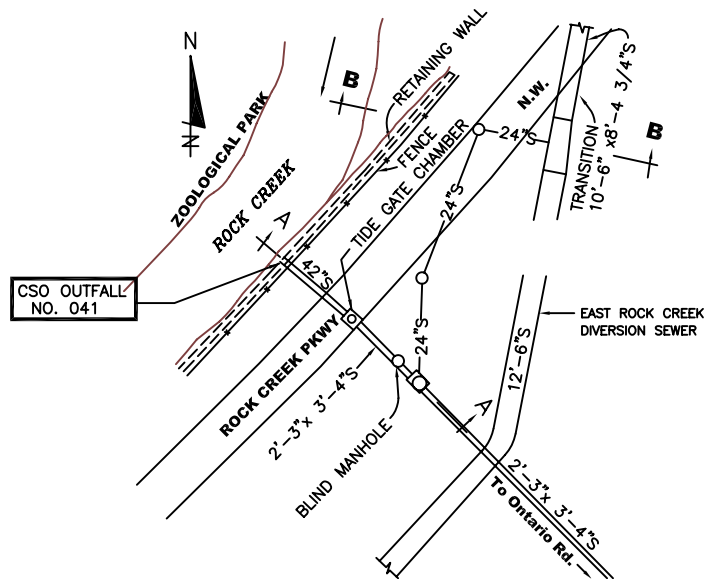 N
N
B
RETAINING WALL
N.W.
TRANSITION
10'-6" x8'-4 3/4"S
B
ZOOLOGICAL PARK
FENCE
TIDE GATE CHAMBER
24"S
ROCK CREEK
24"S
A
42"S
CSO OUTFALL
NO. 041
ROCK CREEK PKWY
24"S
EAST ROCK CREEK
DIVERSION SEWER
12'-6"S
2'-3"x 3'-4"S
A
BLIND MANHOLE
2'-3"x 3'-4"S
To Ontario Rd.